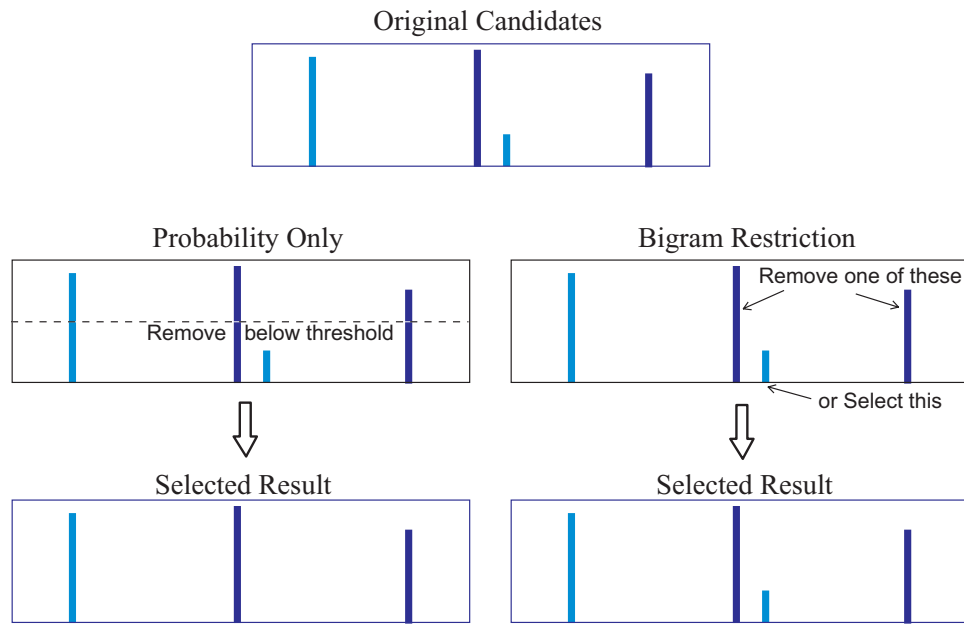 Original Candidates
Probability Only
Remove below threshold
Selected Result
Bigram Restriction
Remove one of these
or Select this
Selected Result